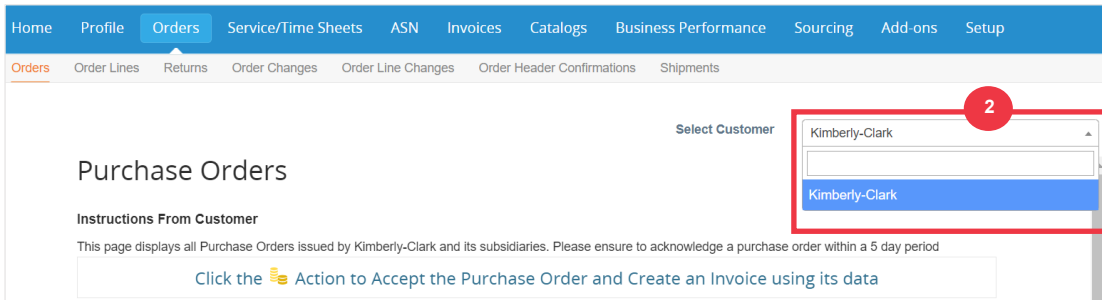 Home Profile Orders Service/Time Sheets ASN Invoices Catalogs Business Performance Sourcing Add-ons Setup
Orders Order Lines Returns Order Changes Order Line Changes Order Header Confirmations Shipments
2
Select Customer Kimberly-Clark
Kimberly-Clark
Purchase Orders
Instructions From Customer
This page displays all Purchase Orders issued by Kimberly-Clark and its subsidiaries. Please ensure to acknowledge a purchase order within a 5 day period
Click the Action to Accept the Purchase Order and Create an Invoice using its data